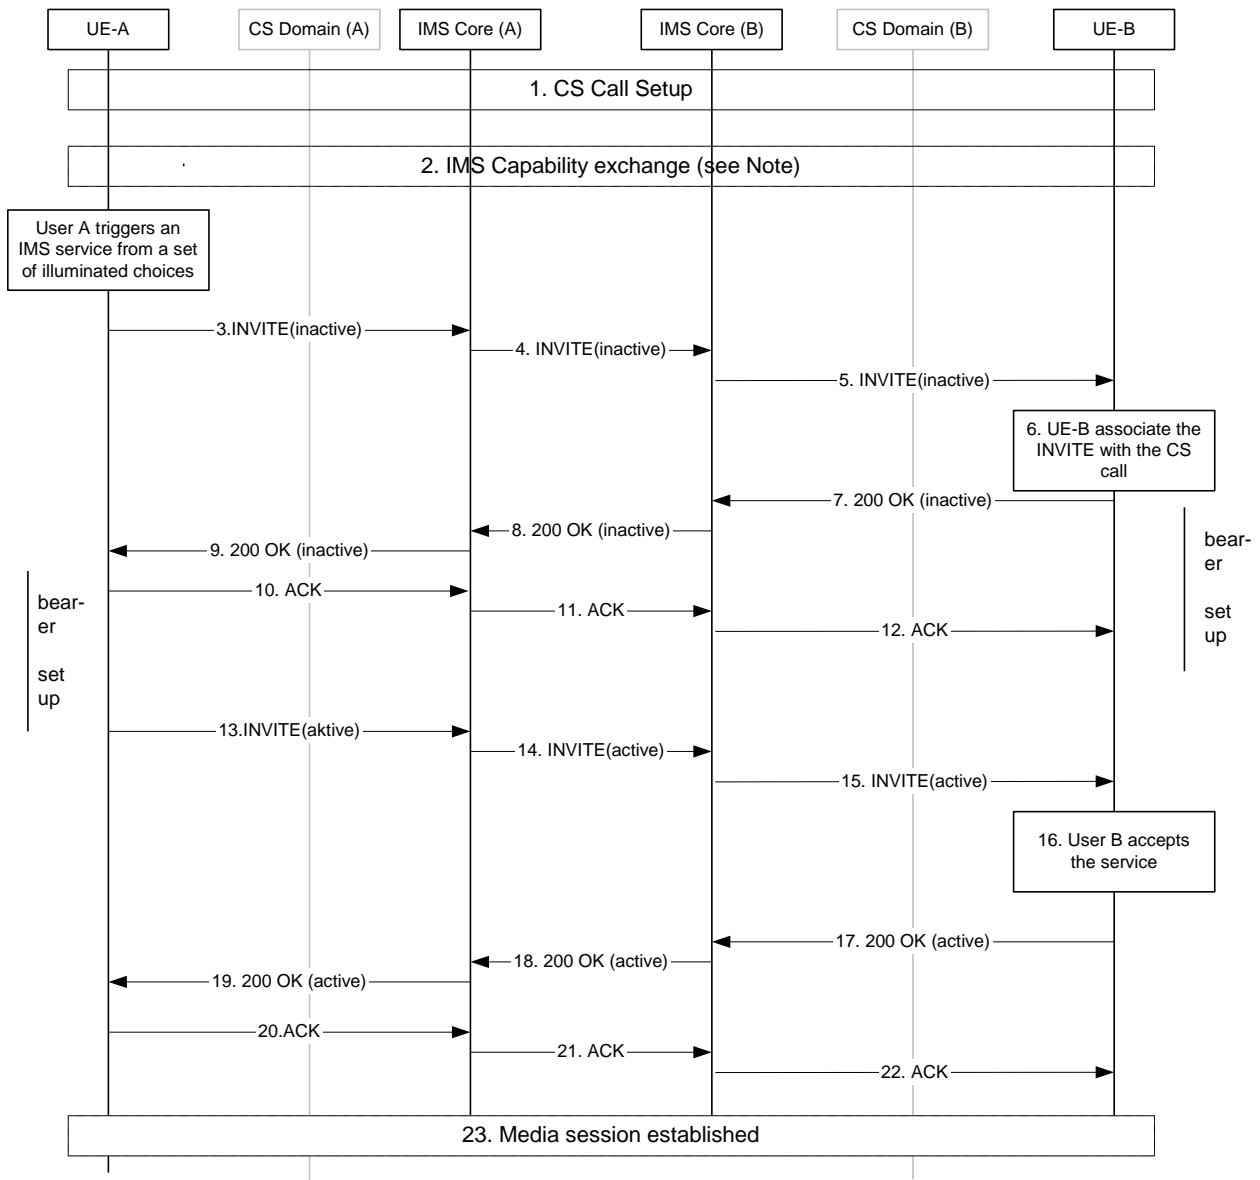 UE-A
CS Domain (A)
IMS Core (A)
IMS Core (B)
CS Domain (B)
UE-B
1. CS Call Setup
2. IMS Capability exchange (see Note)
User A triggers an
IMS service from a set
of illuminated choices
3.INVITE(inactive)
4. INVITE(inactive)
5. INVITE(inactive)
6. UE-B associate the
INVITE with the CS
call
7. 200 OK (inactive)
8. 200 OK (inactive)
9. 200 OK (inactive)
bear-
er
set
up
10. ACK
11. ACK
12. ACK
bear-
er
set
up
13.INVITE(aktive)
14. INVITE(active)
15. INVITE(active)
16. User B accepts
the service
17. 200 OK (active)
18. 200 OK (active)
19. 200 OK (active)
20.ACK
21. ACK
22. ACK
23. Media session established